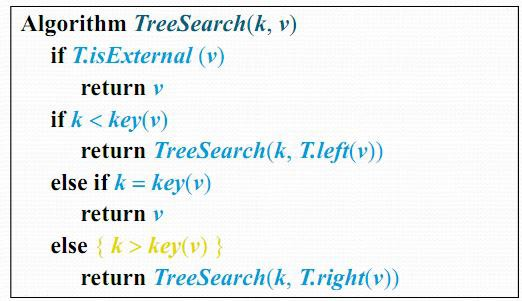 Algorithm TreeSearch(k, v)
if T.isExternal (v)
return v
if k < key(v)
return TreeSearch(k, T.left(v))
else if k = key(v)
return v
else { k > key(v) }
return TreeSearch(k, T.right(v))